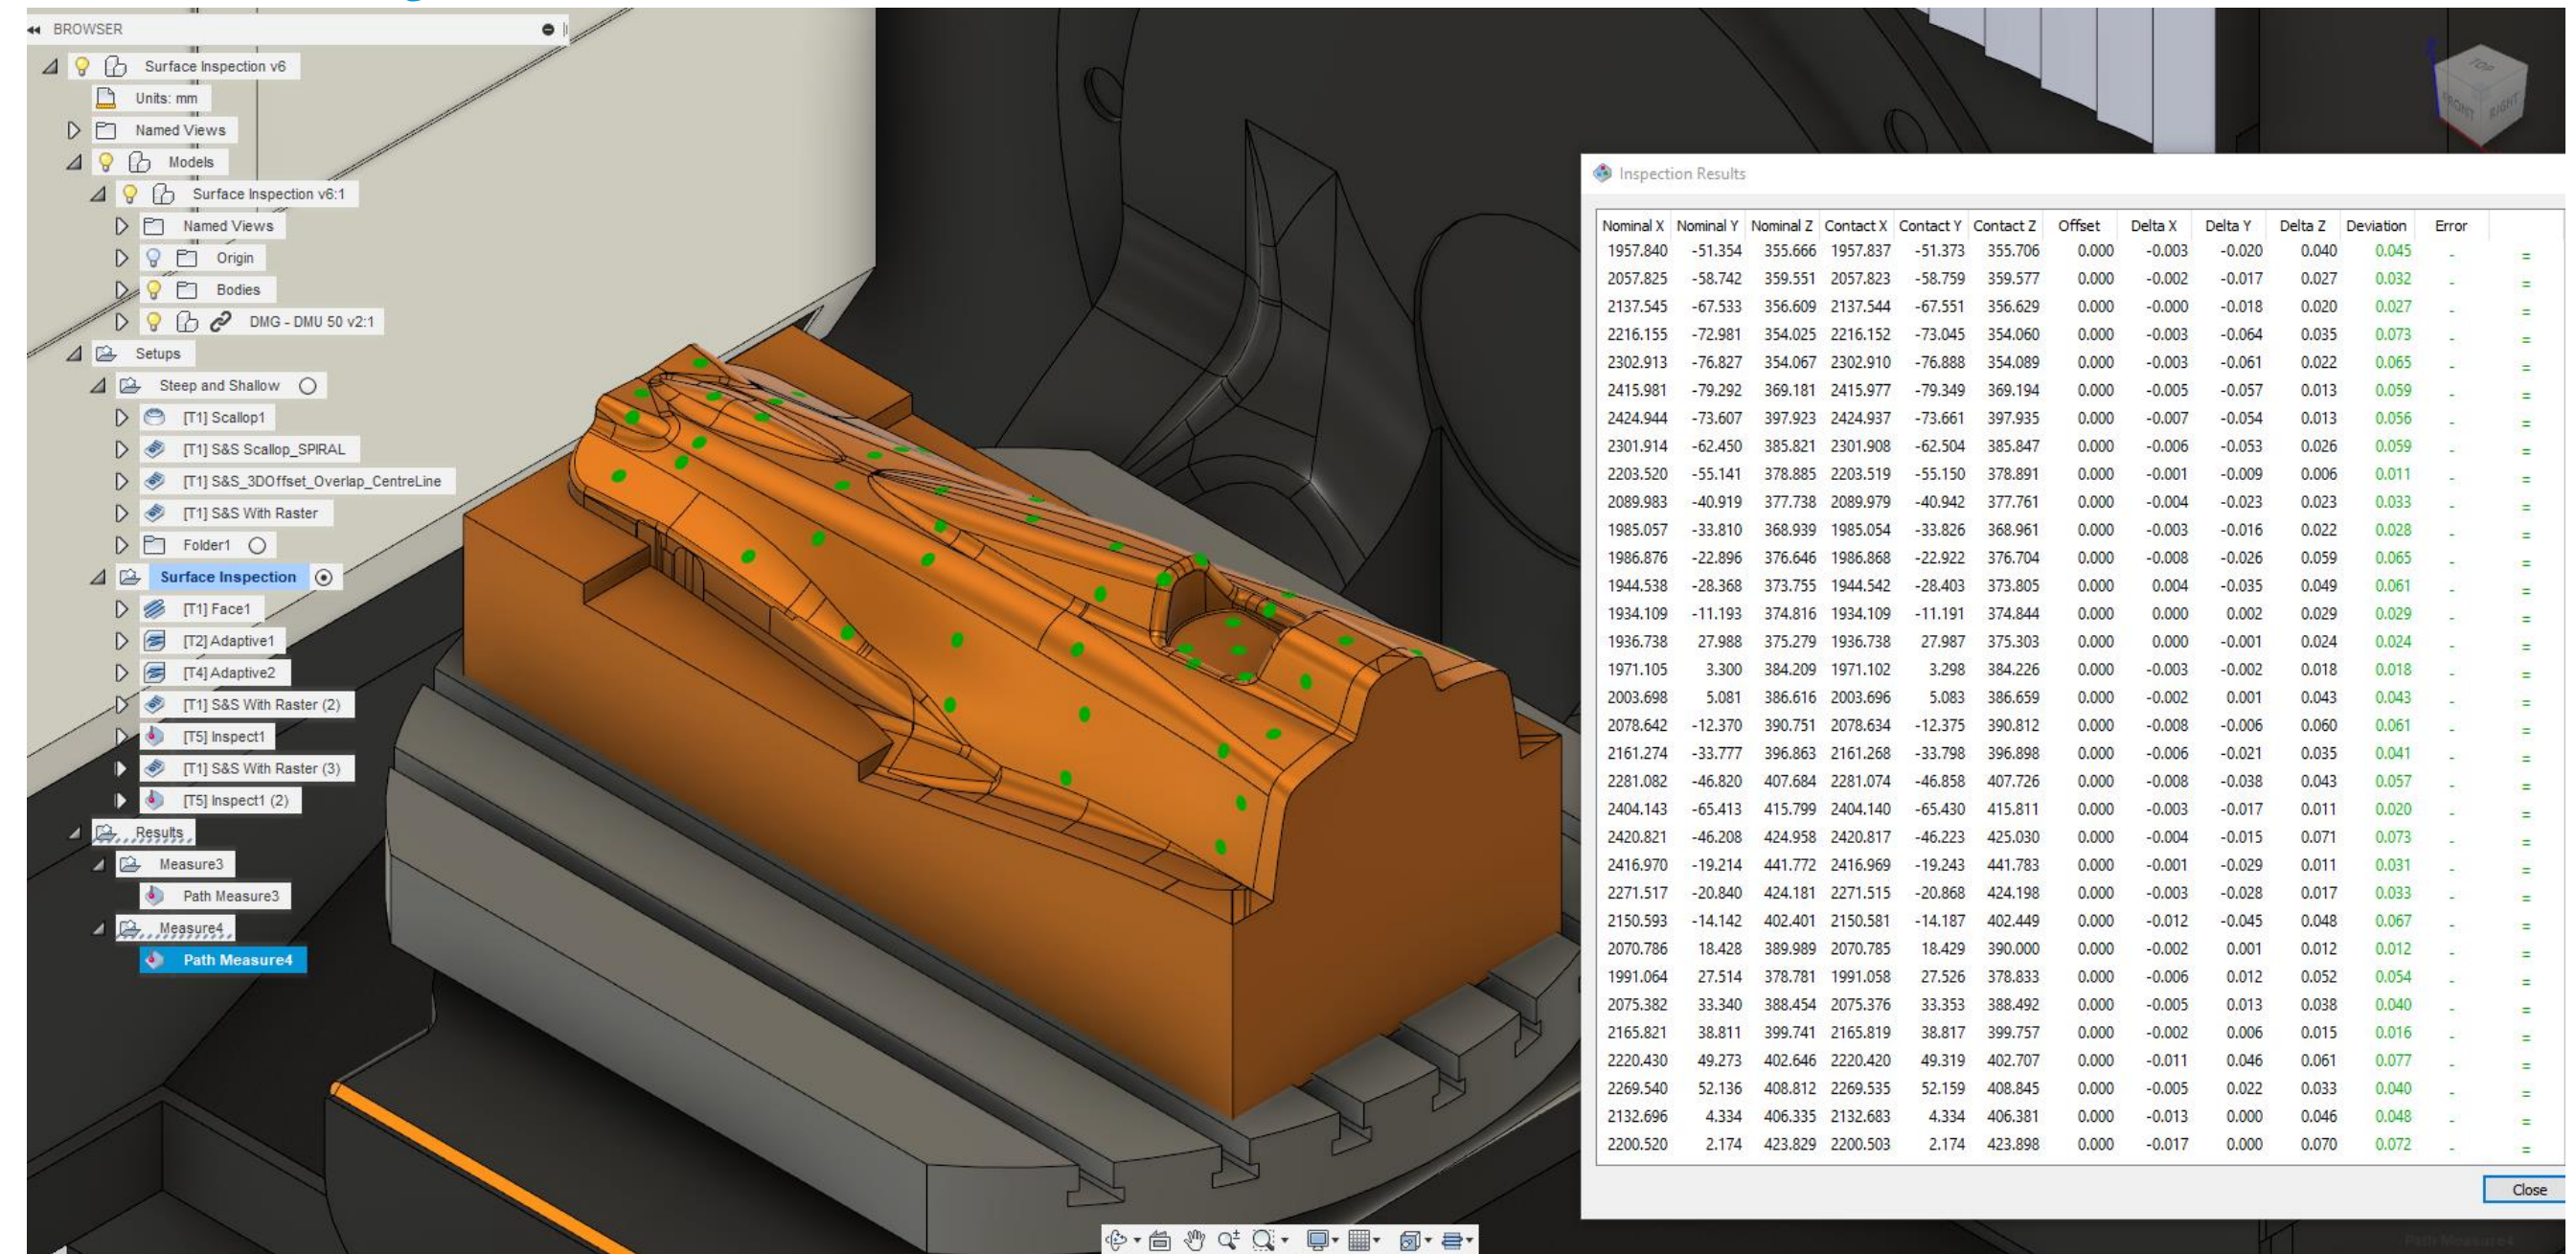 BROWSER
Surface Inspection v6
Units: mm
Named Views
Models
Surface Inspection v6:1
Named Views
Origin
Bodies
DMG - DMU 50 v2:1
Setups
Steep and Shallow
[T1] Scallop1
[T1] S&S Scallop_SPIRAL
[T1] S&S_3DOffset_Overlap_CentreLine
[T1] S&S With Raster
Folder1
Surface Inspection
[T1] Face1
[T2] Adaptive1
[T4] Adaptive2
[T1] S&S With Raster (2)
[T5] Inspect1
[T1] S&S With Raster (3)
[T5] Inspect1 (2)
Results
Measure3
Path Measure3
Measure4
Path Measure4
TOP
FRONT RIGHT
Inspection Results
Nominal X Nominal Y Nominal Z Contact X Contact Y Contact Z Offset Delta X Delta Y Delta Z Deviation Error
1957.840 -51.354 355.666 1957.837 -51.373 355.706 0.000 -0.003 -0.020 0.040 0.045 - =
2057.825 -58.742 359.551 2057.823 -58.759 359.577 0.000 -0.002 -0.017 0.027 0.032 - =
2137.545 -67.533 356.609 2137.544 -67.551 356.629 0.000 -0.000 -0.018 0.020 0.027 - =
2216.155 -72.981 354.025 2216.152 -73.045 354.060 0.000 -0.003 -0.064 0.035 0.073 - =
2302.913 -76.827 354.067 2302.910 -76.888 354.089 0.000 -0.003 -0.061 0.022 0.065 - =
2415.981 -79.292 369.181 2415.977 -79.349 369.194 0.000 -0.005 -0.057 0.013 0.059 - =
2424.944 -73.607 397.923 2424.937 -73.661 397.935 0.000 -0.007 -0.054 0.013 0.056 - =
2301.914 -62.450 385.821 2301.908 -62.504 385.847 0.000 -0.006 -0.053 0.026 0.059 - =
2203.520 -55.141 378.885 2203.519 -55.150 378.891 0.000 -0.001 -0.009 0.006 0.011 - =
2089.983 -40.919 377.738 2089.979 -40.942 377.761 0.000 -0.004 -0.023 0.023 0.033 - =
1985.057 -33.810 368.939 1985.054 -33.826 368.961 0.000 -0.003 -0.016 0.022 0.028 - =
1986.876 -22.896 376.646 1986.868 -22.922 376.704 0.000 -0.008 -0.026 0.059 0.065 - =
1944.538 -28.368 373.755 1944.542 -28.403 373.805 0.000 0.004 -0.035 0.049 0.061 - =
1934.109 -11.193 374.816 1934.109 -11.191 374.844 0.000 0.000 0.002 0.029 0.029 - =
1936.738 27.988 375.279 1936.738 27.987 375.303 0.000 0.000 -0.001 0.024 0.024 - =
1971.105 3.300 384.209 1971.102 3.298 384.226 0.000 -0.003 -0.002 0.018 0.018 - =
2003.698 5.081 386.616 2003.696 5.083 386.659 0.000 -0.002 0.001 0.043 0.043 - =
2078.642 -12.370 390.751 2078.634 -12.375 390.812 0.000 -0.008 -0.006 0.060 0.061 - =
2161.274 -33.777 396.863 2161.268 -33.798 396.898 0.000 -0.006 -0.021 0.035 0.041 - =
2281.082 -46.820 407.684 2281.074 -46.858 407.726 0.000 -0.008 -0.038 0.043 0.057 - =
2404.143 -65.413 415.799 2404.140 -65.430 415.811 0.000 -0.003 -0.017 0.011 0.020 - =
2420.821 -46.208 424.958 2420.817 -46.223 425.030 0.000 -0.004 -0.015 0.071 0.073 - =
2416.970 -19.214 441.772 2416.969 -19.243 441.783 0.000 -0.001 -0.029 0.011 0.031 - =
2271.517 -20.840 424.181 2271.515 -20.868 424.198 0.000 -0.003 -0.028 0.017 0.033 - =
2150.593 -14.142 402.401 2150.581 -14.187 402.449 0.000 -0.012 -0.045 0.048 0.067 - =
2070.786 18.428 389.989 2070.785 18.429 390.000 0.000 -0.002 0.001 0.012 0.012 - =
1991.064 27.514 378.781 1991.058 27.526 378.833 0.000 -0.006 0.012 0.052 0.054 - =
2075.382 33.340 388.454 2075.376 33.353 388.492 0.000 -0.005 0.013 0.038 0.040 - =
2165.821 38.811 399.741 2165.819 38.817 399.757 0.000 -0.002 0.006 0.015 0.016 - =
2220.430 49.273 402.646 2220.420 49.319 402.707 0.000 -0.011 0.046 0.061 0.077 - =
2269.540 52.136 408.812 2269.535 52.159 408.845 0.000 -0.005 0.022 0.033 0.040 - =
2132.696 4.334 406.335 2132.683 4.334 406.381 0.000 -0.013 0.000 0.046 0.048 - =
2200.520 2.174 423.829 2200.503 2.174 423.898 0.000 -0.017 0.000 0.070 0.072 - =
Close
Path Measure4